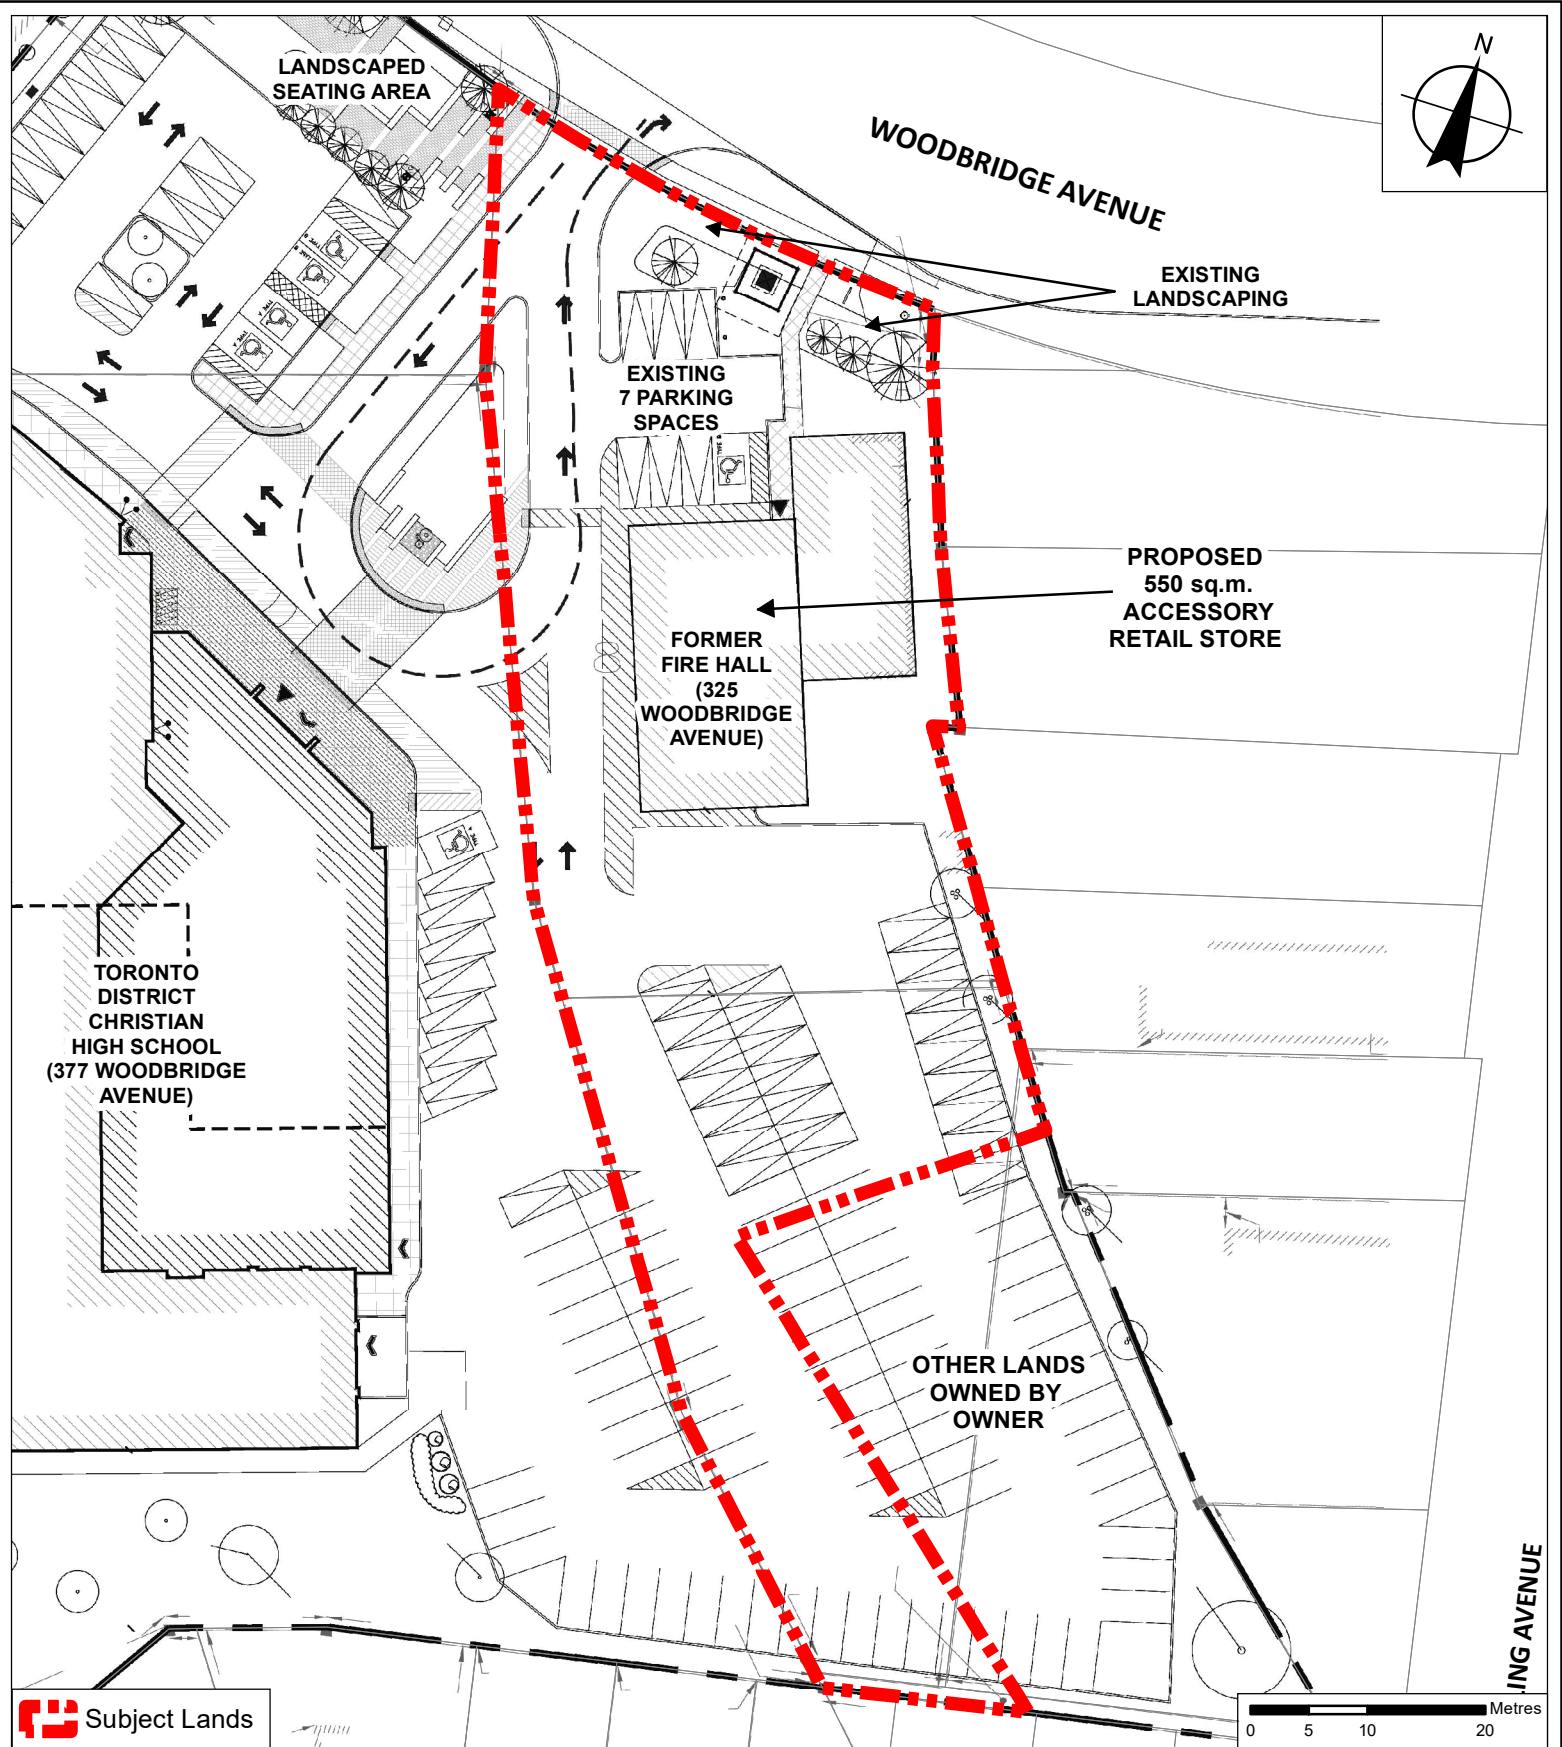 LANDSCAPED
SEATING AREA
N
WOODBRIDGE AVENUE
EXISTING
LANDSCAPING
EXISTING
7 PARKING
SPACES
PROPOSED
550 sq.m.
ACCESSORY
RETAIL STORE
FORMER
FIRE HALL
(325
WOODBRIDGE
AVENUE)
TORONTO
DISTRICT
CHRISTIAN
HIGH SCHOOL
(377 WOODBRIDGE
AVENUE)
OTHER LANDS
OWNED BY
OWNER
LING AVENUE
Subject Lands
Metres
0 5 10 20